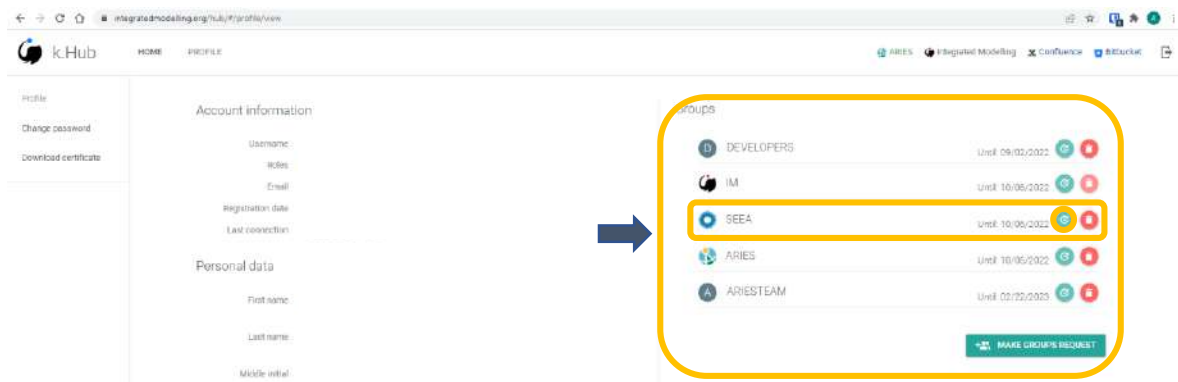 integratedmodelling.org/hub/#/profile/view
k.Hub HOME PROFILE ARIES Integrated Modelling Confluence Bitbucket
Profile
Change password
Download certificate
Account information
Username
Roles
Email
Registration date
Last connection
Personal data
First name
Last name
Middle initial
Groups
D DEVELOPERS Until: 09/02/2022
IM Until: 10/06/2022
SEEA Until: 10/06/2022
ARIES Until: 10/06/2022
A ARIESTEAM Until: 02/22/2023
MAKE GROUPS REQUEST